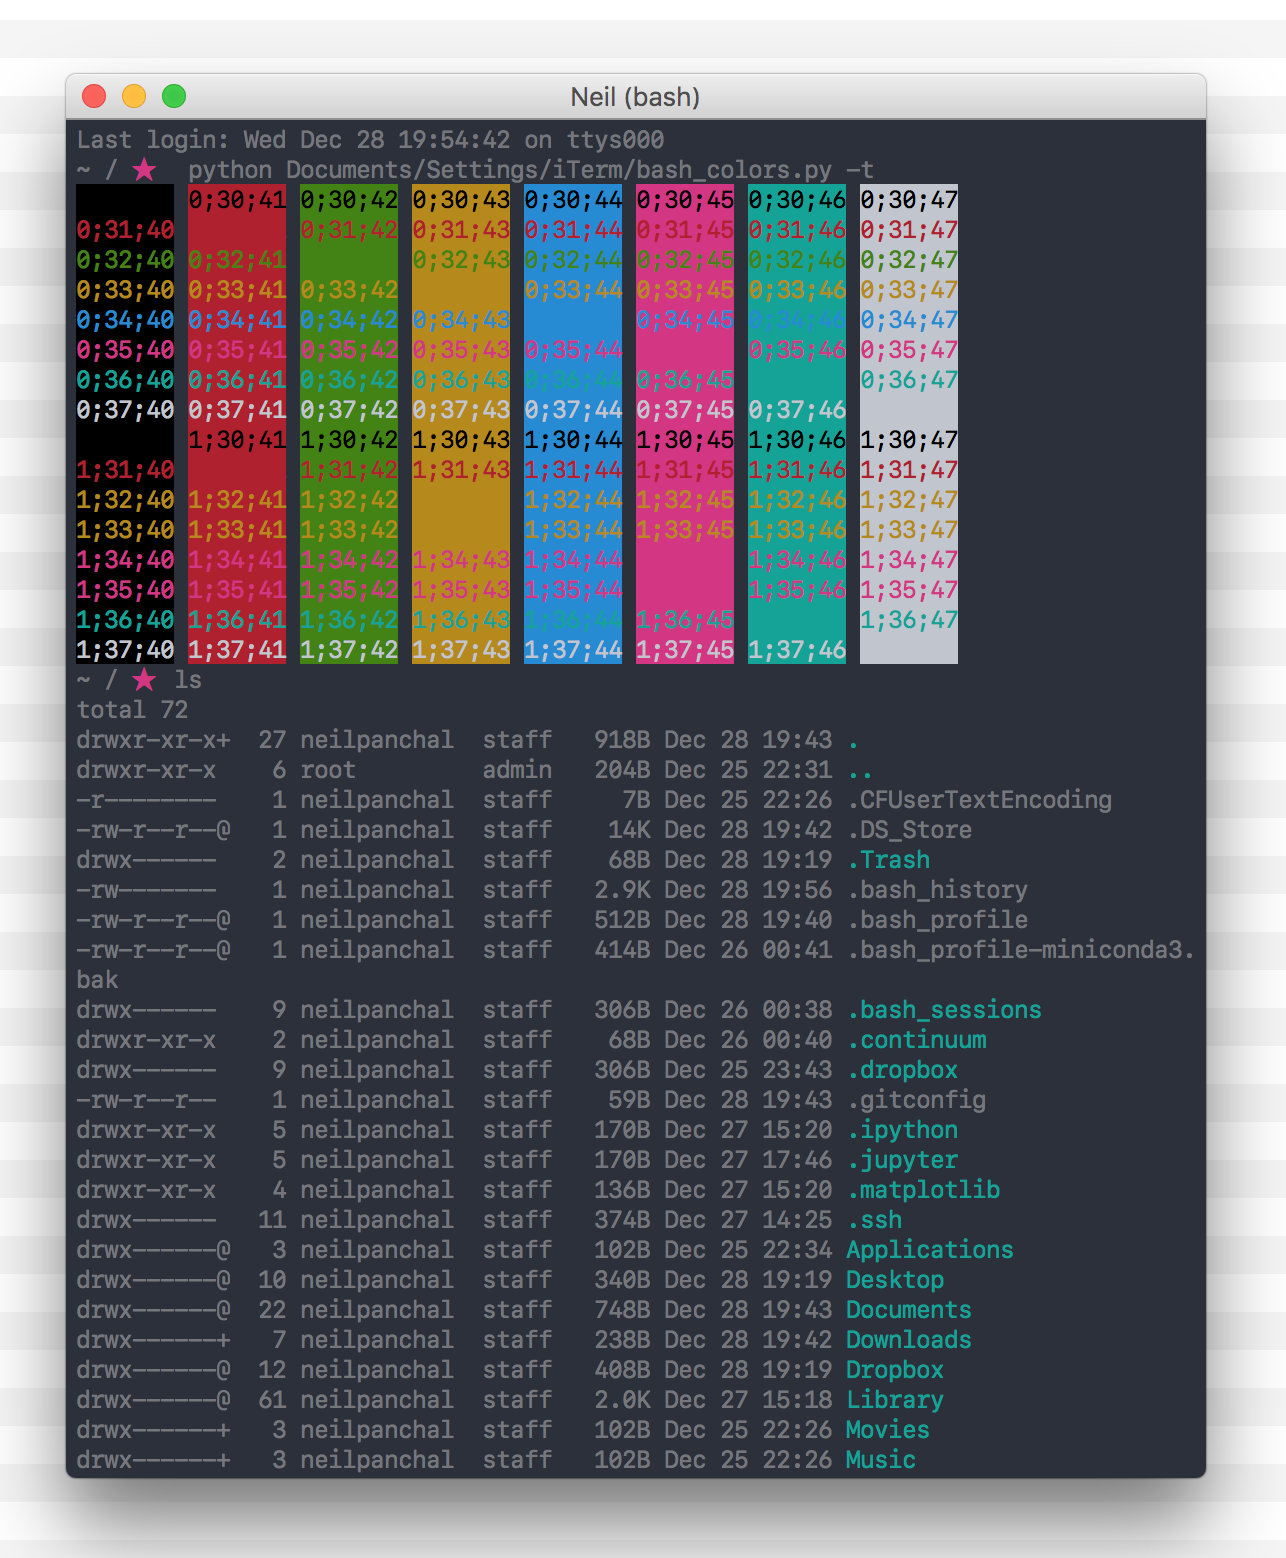 Neil (bash)
Last login: Wed Dec 28 19:54:42 on ttys000
~ / ★ python Documents/Settings/iTerm/bash_colors.py -t
0;30;41 0;30;42 0;30;43 0;30;44 0;30;45 0;30;46 0;30;47
0;31;40 0;31;42 0;31;43 0;31;44 0;31;45 0;31;46 0;31;47
0;32;40 0;32;41 0;32;43 0;32;44 0;32;45 0;32;46 0;32;47
0;33;40 0;33;41 0;33;42 0;33;44 0;33;45 0;33;46 0;33;47
0;34;40 0;34;41 0;34;42 0;34;43 0;34;45 0;34;46 0;34;47
0;35;40 0;35;41 0;35;42 0;35;43 0;35;44 0;35;46 0;35;47
0;36;40 0;36;41 0;36;42 0;36;43 0;36;44 0;36;45 0;36;47
0;37;40 0;37;41 0;37;42 0;37;43 0;37;44 0;37;45 0;37;46
1;30;41 1;30;42 1;30;43 1;30;44 1;30;45 1;30;46 1;30;47
1;31;40 1;31;42 1;31;43 1;31;44 1;31;45 1;31;46 1;31;47
1;32;40 1;32;41 1;32;42 1;32;44 1;32;45 1;32;46 1;32;47
1;33;40 1;33;41 1;33;42 1;33;44 1;33;45 1;33;46 1;33;47
1;34;40 1;34;41 1;34;42 1;34;43 1;34;44 1;34;46 1;34;47
1;35;40 1;35;41 1;35;42 1;35;43 1;35;44 1;35;46 1;35;47
1;36;40 1;36;41 1;36;42 1;36;43 1;36;44 1;36;45 1;36;47
1;37;40 1;37;41 1;37;42 1;37;43 1;37;44 1;37;45 1;37;46
~ / ★ ls
total 72
drwxr-xr-x+ 27 neilpanchal staff 918B Dec 28 19:43 .
drwxr-xr-x 6 root admin 204B Dec 25 22:31 ..
-r-------- 1 neilpanchal staff 7B Dec 25 22:26 .CFUserTextEncoding
-rw-r--r--@ 1 neilpanchal staff 14K Dec 28 19:42 .DS_Store
drwx------ 2 neilpanchal staff 68B Dec 28 19:19 .Trash
-rw------- 1 neilpanchal staff 2.9K Dec 28 19:56 .bash_history
-rw-r--r--@ 1 neilpanchal staff 512B Dec 28 19:40 .bash_profile
-rw-r--r--@ 1 neilpanchal staff 414B Dec 26 00:41 .bash_profile-miniconda3.
bak
drwx------ 9 neilpanchal staff 306B Dec 26 00:38 .bash_sessions
drwxr-xr-x 2 neilpanchal staff 68B Dec 26 00:40 .continuum
drwx------ 9 neilpanchal staff 306B Dec 25 23:43 .dropbox
-rw-r--r-- 1 neilpanchal staff 59B Dec 28 19:43 .gitconfig
drwxr-xr-x 5 neilpanchal staff 170B Dec 27 15:20 .ipython
drwxr-xr-x 5 neilpanchal staff 170B Dec 27 17:46 .jupyter
drwxr-xr-x 4 neilpanchal staff 136B Dec 27 15:20 .matplotlib
drwx------ 11 neilpanchal staff 374B Dec 27 14:25 .ssh
drwx------@ 3 neilpanchal staff 102B Dec 25 22:34 Applications
drwx------@ 10 neilpanchal staff 340B Dec 28 19:19 Desktop
drwx------@ 22 neilpanchal staff 748B Dec 28 19:43 Documents
drwx------+ 7 neilpanchal staff 238B Dec 28 19:42 Downloads
drwx------@ 12 neilpanchal staff 408B Dec 28 19:19 Dropbox
drwx------@ 61 neilpanchal staff 2.0K Dec 27 15:18 Library
drwx------+ 3 neilpanchal staff 102B Dec 25 22:26 Movies
drwx------+ 3 neilpanchal staff 102B Dec 25 22:26 Music